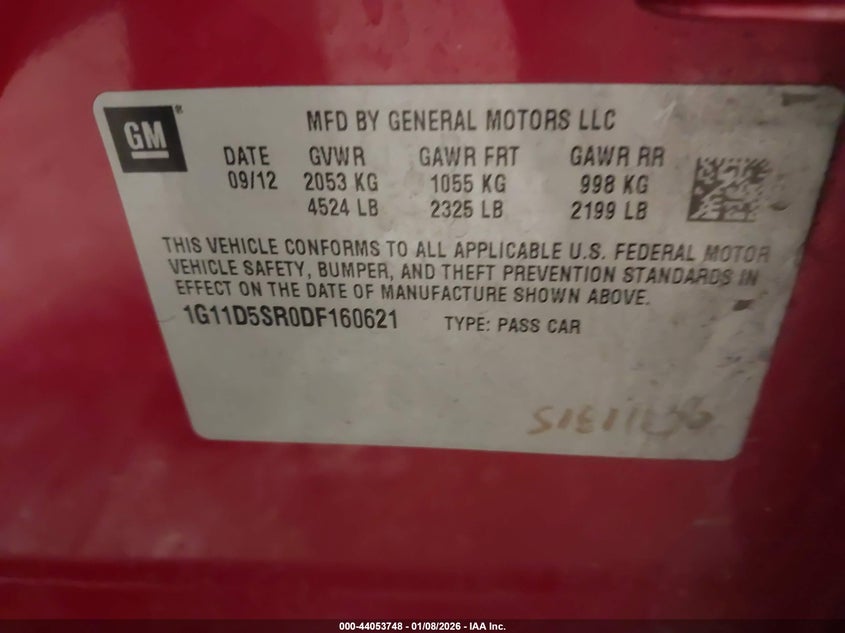 GM®
MFD BY GENERAL MOTORS LLC
DATE GVWR GAWR FRT GAWR RR
09/12 2053 KG 1055 KG 998 KG
4524 LB 2325 LB 2199 LB
THIS VEHICLE CONFORMS TO ALL APPLICABLE U.S. FEDERAL MOTOR
VEHICLE SAFETY, BUMPER, AND THEFT PREVENTION STANDARDS IN
EFFECT ON THE DATE OF MANUFACTURE SHOWN ABOVE.
1G11D5SR0DF160621 TYPE: PASS CAR
000-44053748 - 01/08/2026 - IAA Inc.